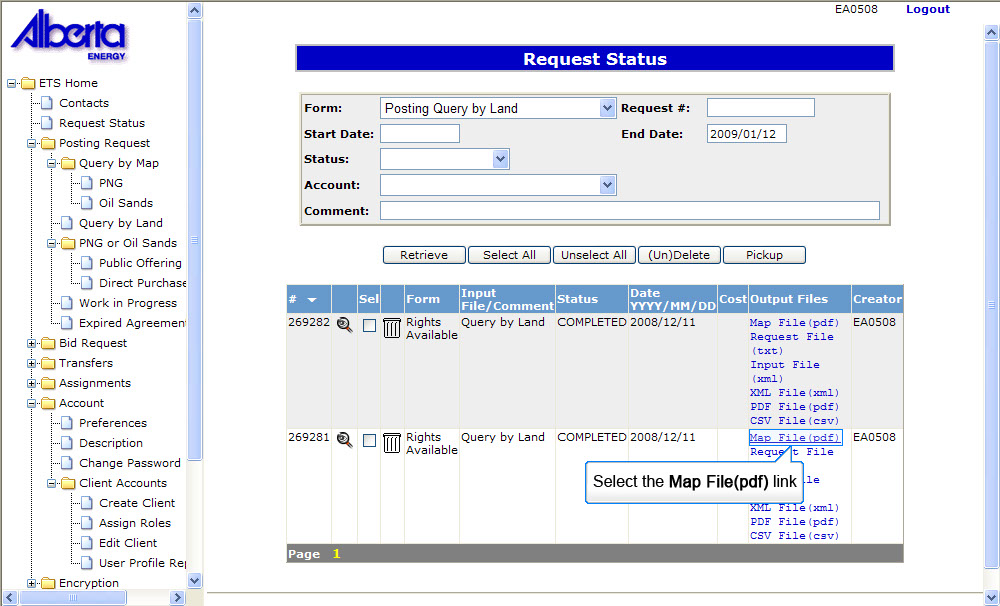 EA0508 Logout
Alberta
ENERGY
ETS Home
Contacts
Request Status
Posting Request
Query by Map
PNG
Oil Sands
Query by Land
PNG or Oil Sands
Public Offering
Direct Purchase
Work in Progress
Expired Agreemen
Bid Request
Transfers
Assignments
Account
Preferences
Description
Change Password
Client Accounts
Create Client
Assign Roles
Edit Client
User Profile Rep
Encryption
Request Status
Form: Posting Query by Land Request #:
Start Date: End Date: 2009/01/12
Status:
Account:
Comment:
Retrieve Select All Unselect All (Un)Delete Pickup
# Sel Form Input File/Comment Status Date YYYY/MM/DD Cost Output Files Creator
269282 Rights Available Query by Land COMPLETED 2008/12/11 Map File(pdf) EA0508
Request File
(txt)
Input File
(xml)
XML File(xml)
PDF File(pdf)
CSV File(csv)
269281 Rights Available Query by Land COMPLETED 2008/12/11 Map File(pdf) EA0508
Request File
Select the Map File(pdf) link
XML File(xml)
PDF File(pdf)
CSV File(csv)
Page 1